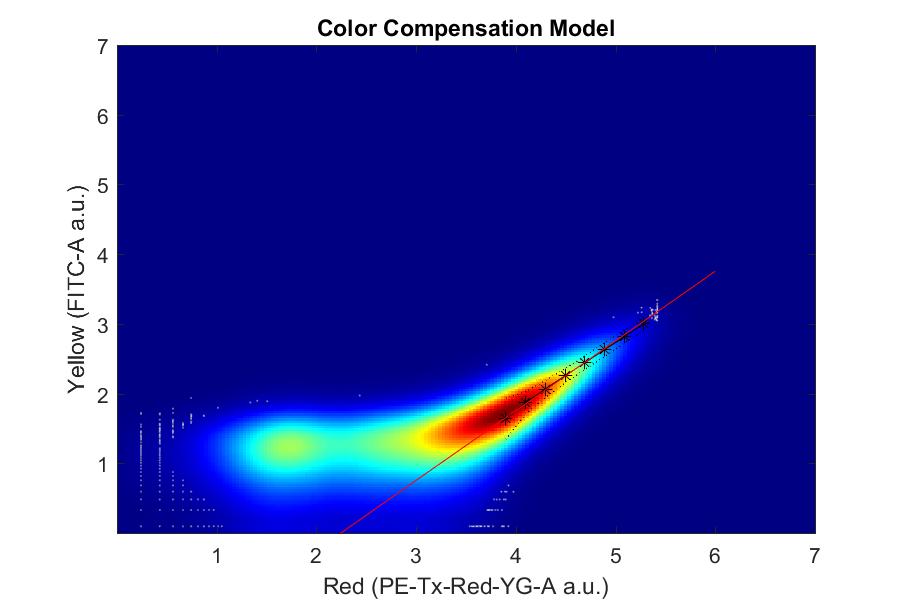 Color Compensation Model
7
6
5
4
3
2
1
Yellow (FITC-A a.u.)
1 2 3 4 5 6 7
Red (PE-Tx-Red-YG-A a.u.)